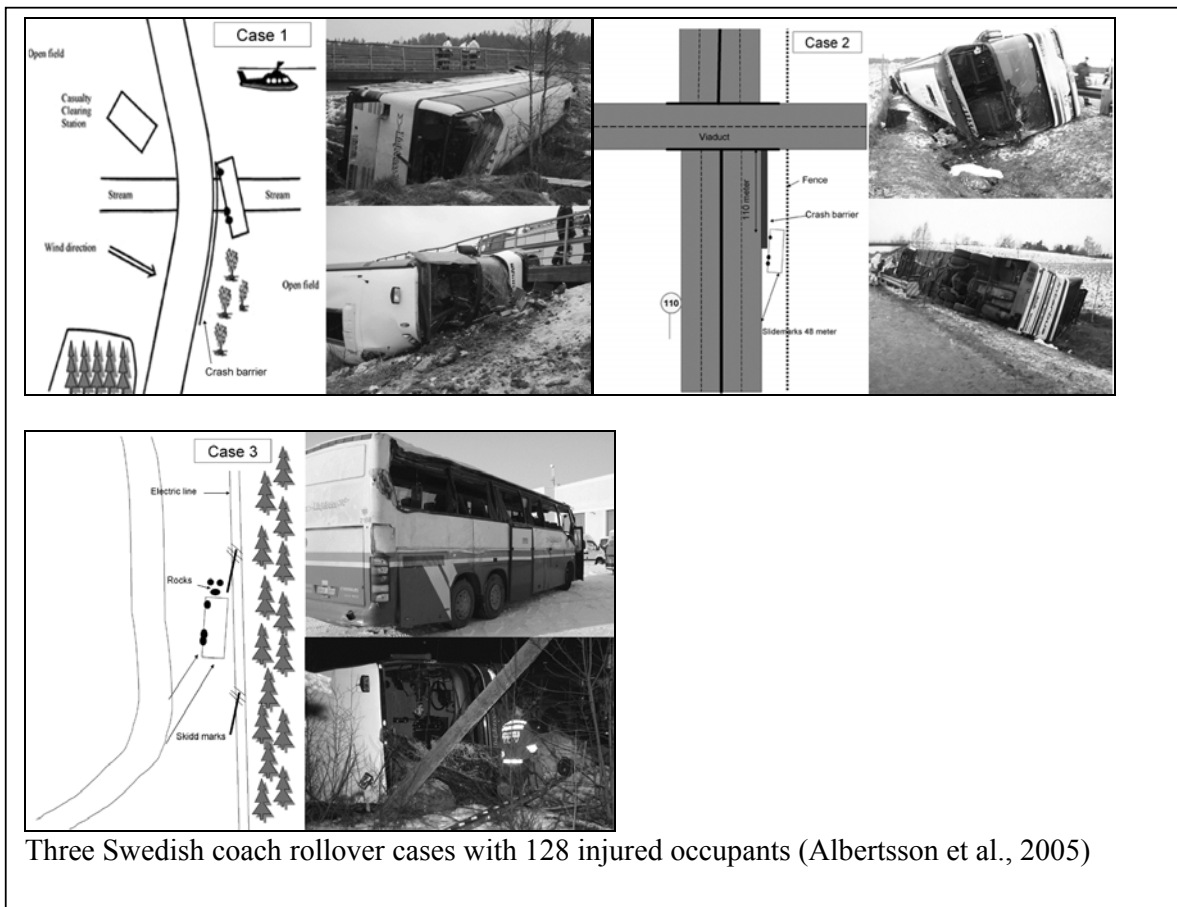 Case 1
Open field
Casualty
Clearing
Station
Stream
Stream
Wind direction
Open field
Crash barrier
Case 2
Viaduct
110 meter
Fence
Crash barrier
110
Slidemarks 48 meter
Case 3
Electric line
Rocks
Skidd marks
Three Swedish coach rollover cases with 128 injured occupants (Albertsson et al., 2005)